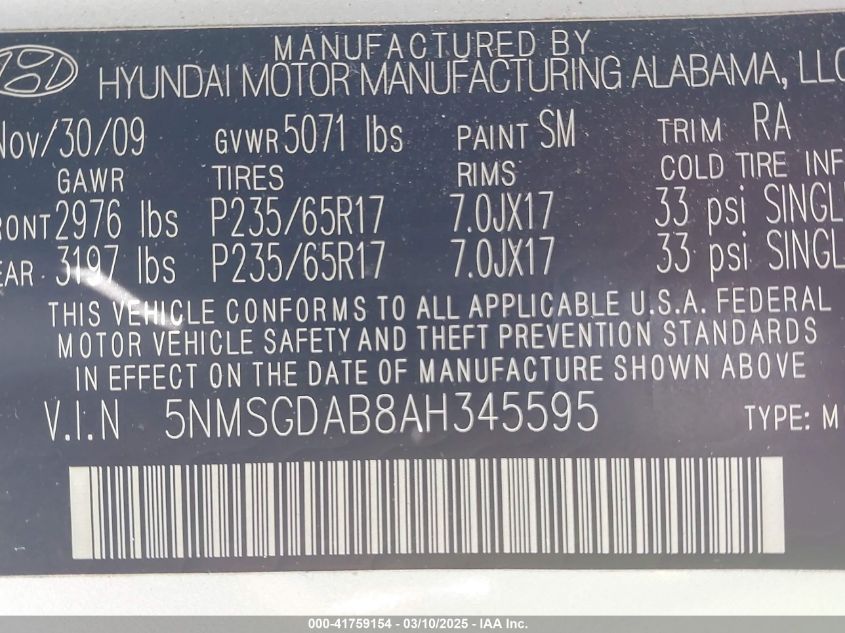 MANUFACTURED BY
HYUNDAI MOTOR MANUFACTURING ALABAMA, LLC
Nov/30/09 GVWR 5071 lbs PAINT SM TRIM RA
GAWR TIRES RIMS COLD TIRE INF
RONT 2976 lbs P235/65R17 7.0JX17 33 psi SINGL
EAR 3197 lbs P235/65R17 7.0JX17 33 psi SINGL
THIS VEHICLE CONFORMS TO ALL APPLICABLE U.S.A. FEDERAL
MOTOR VEHICLE SAFETY AND THEFT PREVENTION STANDARDS
IN EFFECT ON THE DATE OF MANUFACTURE SHOWN ABOVE
V.I.N 5NMSGDAB8AH345595 TYPE: M
000-41759154 - 03/10/2025 - IAA Inc.